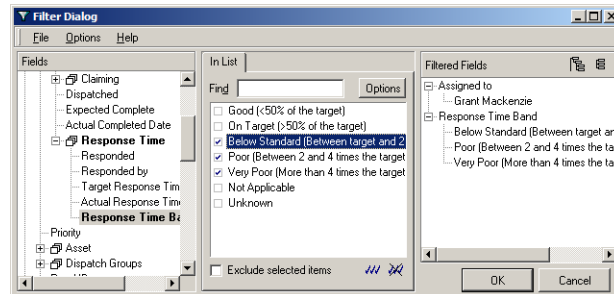 Filter Dialog
File Options Help
Fields
Claiming
Dispatched
Expected Complete
Actual Completed Date
Response Time
Responded
Responded by
Target Response Tim
Actual Response Time
Response Time Ba
Priority
Asset
Dispatch Groups
In List
Find
Options
Good (<50% of the target)
On Target (>50% of target)
Below Standard (Between target and 2
Poor (Between 2 and 4 times the target
Very Poor (More than 4 times the target
Not Applicable
Unknown
Exclude selected items
Filtered Fields
Assigned to
Grant Mackenzie
Response Time Band
Below Standard (Between target ar
Poor (Between 2 and 4 times the ta
Very Poor (More than 4 times the ta
OK Cancel